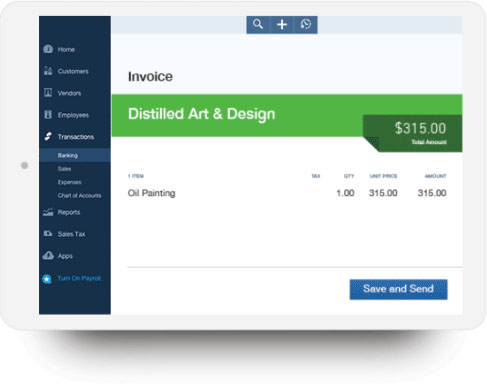 Home
Customers
Vendors
Employees
Transactions
Banking
Sales
Expenses
Chart of Accounts
Reports
Sales Tax
Apps
Turn On Payroll
Invoice
Distilled Art & Design
$315.00
Total Amount
1 ITEM TAX QTY UNIT PRICE AMOUNT
Oil Painting 1.00 315.00 315.00
Save and Send